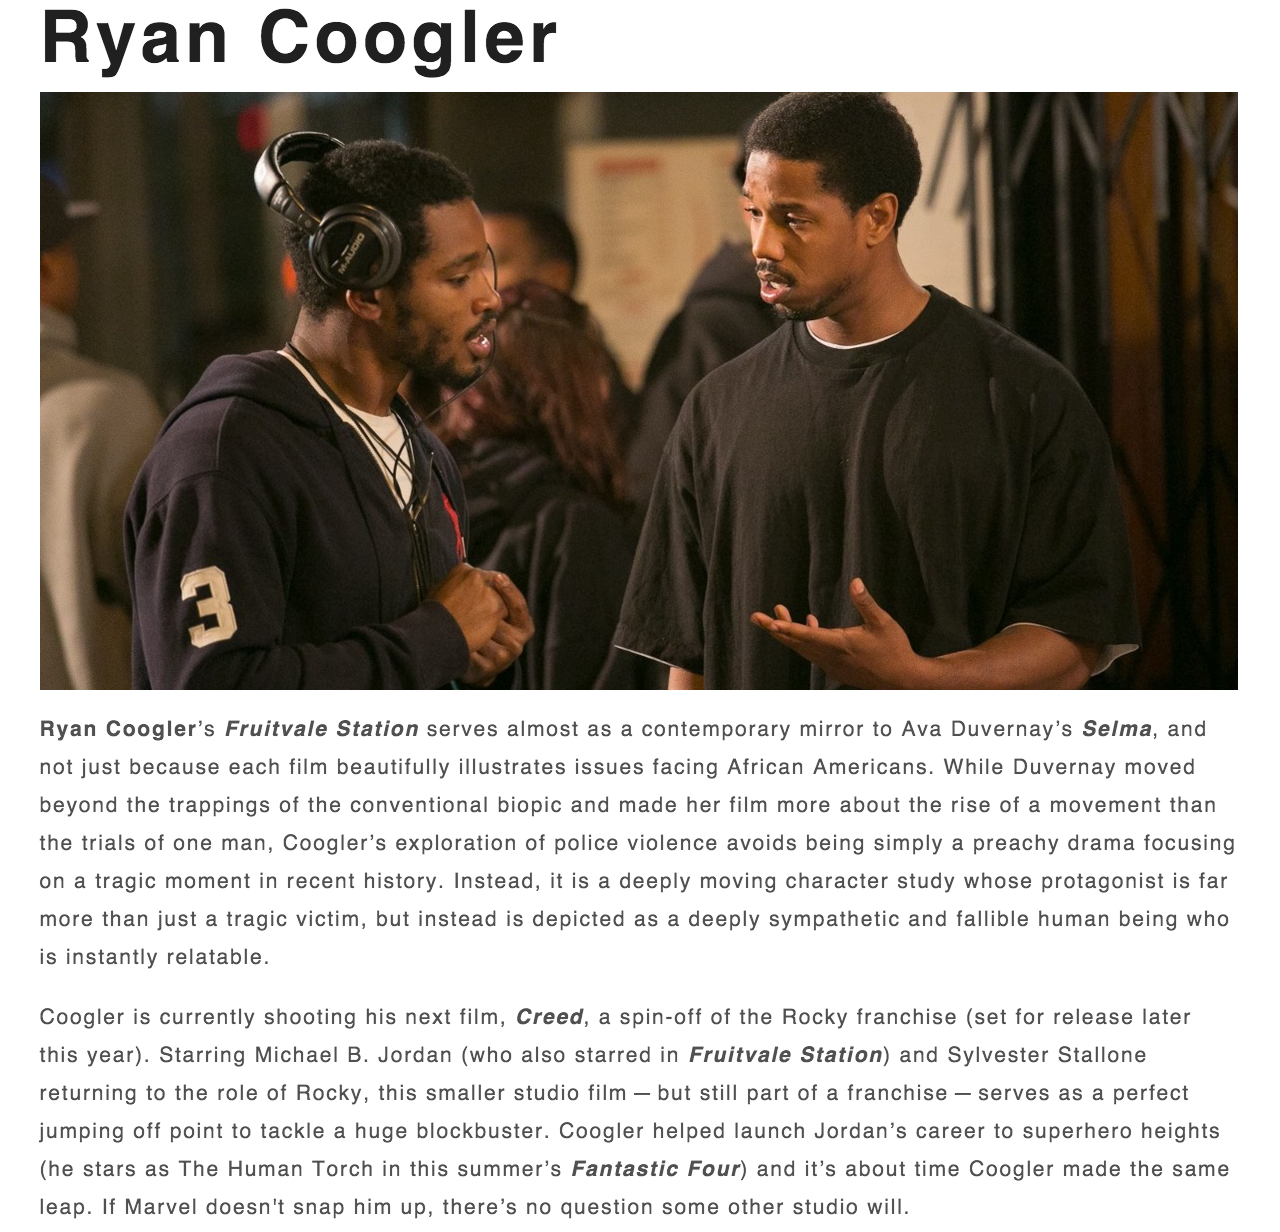 Ryan Coogler
M-AUDIO
3
Ryan Coogler’s Fruitvale Station serves almost as a contemporary mirror to Ava Duvernay’s Selma, and
not just because each film beautifully illustrates issues facing African Americans. While Duvernay moved
beyond the trappings of the conventional biopic and made her film more about the rise of a movement than
the trials of one man, Coogler’s exploration of police violence avoids being simply a preachy drama focusing
on a tragic moment in recent history. Instead, it is a deeply moving character study whose protagonist is far
more than just a tragic victim, but instead is depicted as a deeply sympathetic and fallible human being who
is instantly relatable.
Coogler is currently shooting his next film, Creed, a spin-off of the Rocky franchise (set for release later
this year). Starring Michael B. Jordan (who also starred in Fruitvale Station) and Sylvester Stallone
returning to the role of Rocky, this smaller studio film — but still part of a franchise — serves as a perfect
jumping off point to tackle a huge blockbuster. Coogler helped launch Jordan’s career to superhero heights
(he stars as The Human Torch in this summer’s Fantastic Four) and it’s about time Coogler made the same
leap. If Marvel doesn't snap him up, there’s no question some other studio will.